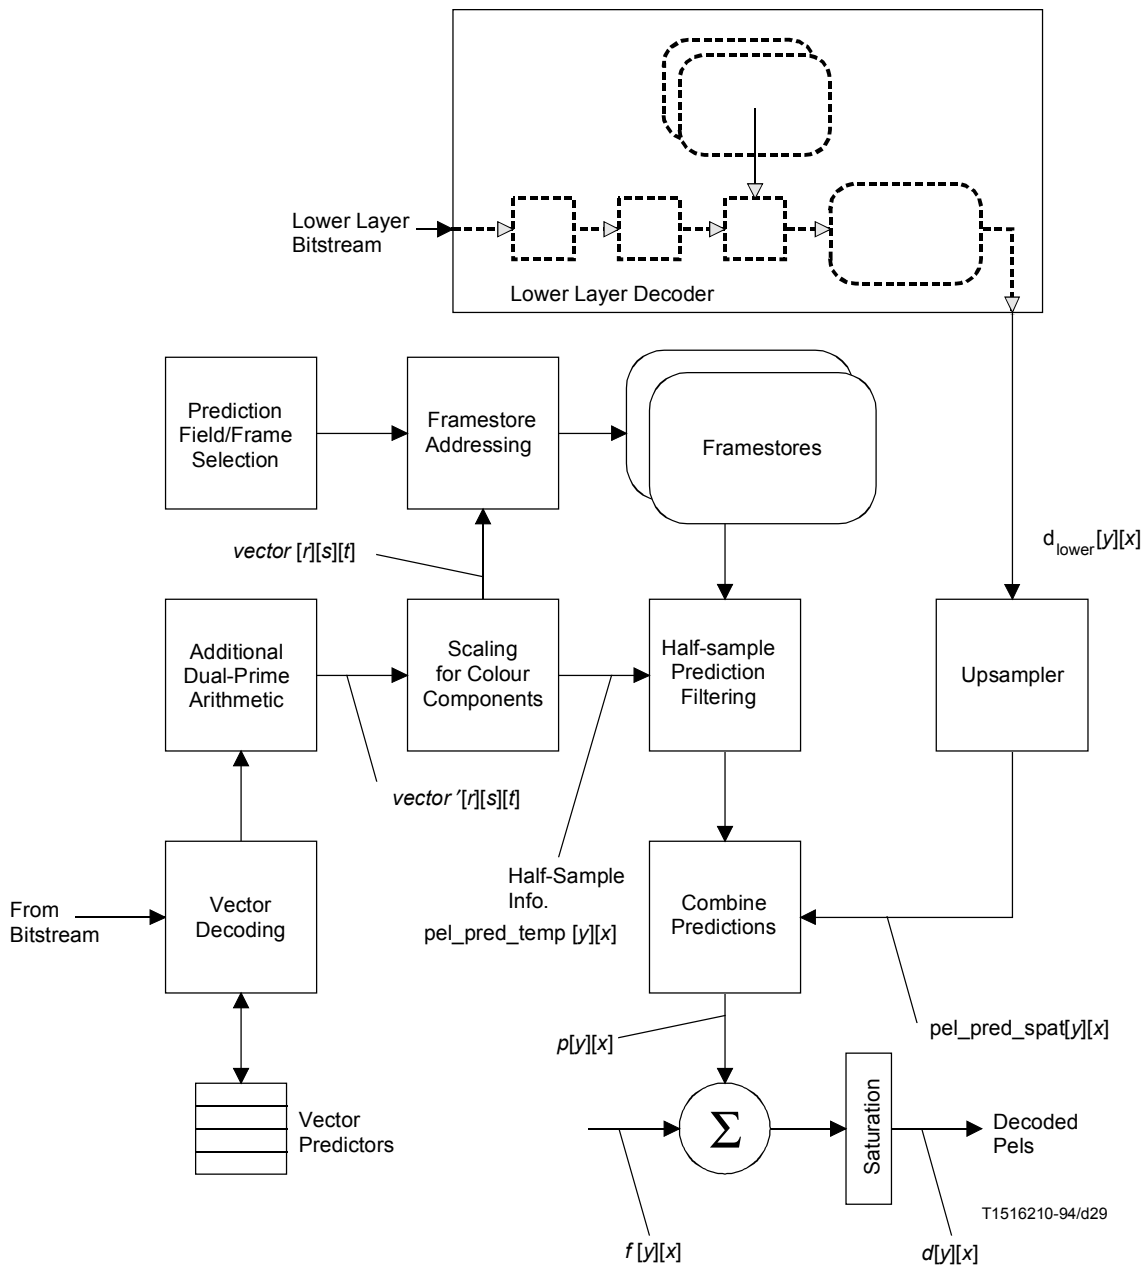 Lower Layer
Bitstream
Lower Layer Decoder
Prediction
Field/Frame
Selection
Framestore
Addressing
Framestores
vector [r][s][t]
d_lower[y][x]
Additional
Dual-Prime
Arithmetic
Scaling
for Colour
Components
Half-sample
Prediction
Filtering
Upsampler
vector ′[r][s][t]
Half-Sample
Info.
pel_pred_temp [y][x]
From
Bitstream
Vector
Decoding
Combine
Predictions
pel_pred_spat[y][x]
p[y][x]
Vector
Predictors
Σ
Saturation
Decoded
Pels
T1516210-94/d29
f [y][x]
d[y][x]